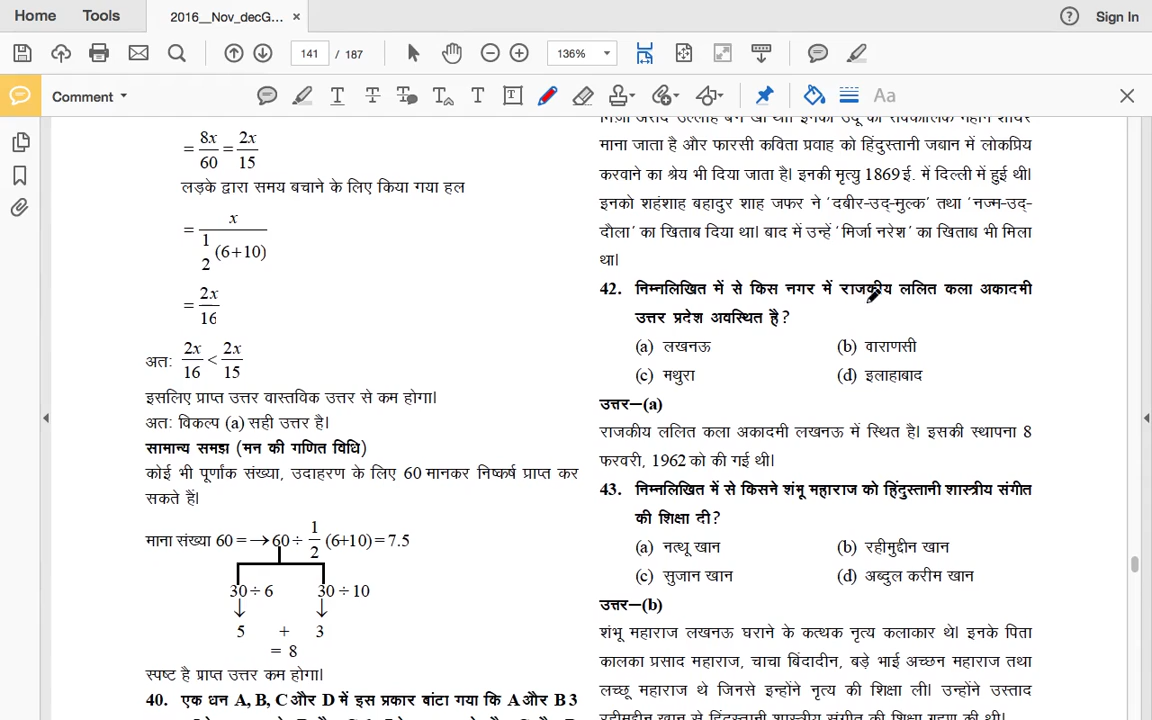 Home Tools 2016__Nov_decG... × Sign In
141 / 187 136%
Comment Aa
= 8x/60 = 2x/15
लड़के द्वारा समय बचाने के लिए किया गया हल
= x / 1/2 (6+10)
= 2x/16
अत: 2x/16 < 2x/15
इसलिए प्राप्त उत्तर वास्तविक उत्तर से कम होगा।
अत: विकल्प (a) सही उत्तर है।
सामान्य समझ (मन की गणित विधि)
कोई भी पूर्णांक संख्या, उदाहरण के लिए 60 मानकर निष्कर्ष प्राप्त कर
सकते हैं।
माना संख्या 60 = → 60 ÷ 1/2 (6+10) = 7.5
30 ÷ 6 30 ÷ 10
↓ ↓
5 + 3
= 8
स्पष्ट है प्राप्त उत्तर कम होगा।
40. एक धन A, B, C और D में इस प्रकार बांटा गया कि A और B 3
माना जाता है और फारसी कविता प्रवाह को हिंदुस्तानी जबान में लोकप्रिय
करवाने का श्रेय भी दिया जाता है। इनकी मृत्यु 1869 ई. में दिल्ली में हुई थी।
इनको शहंशाह बहादुर शाह जफर ने 'दबीर-उद्-मुल्क' तथा 'नज्म-उद्-
दौला' का खिताब दिया था। बाद में उन्हें 'मिर्जा नरेश' का खिताब भी मिला
था।
42. निम्नलिखित में से किस नगर में राजकीय ललित कला अकादमी
उत्तर प्रदेश अवस्थित है?
(a) लखनऊ (b) वाराणसी
(c) मथुरा (d) इलाहाबाद
उत्तर–(a)
राजकीय ललित कला अकादमी लखनऊ में स्थित है। इसकी स्थापना 8
फरवरी, 1962 को की गई थी।
43. निम्नलिखित में से किसने शंभू महाराज को हिंदुस्तानी शास्त्रीय संगीत
की शिक्षा दी?
(a) नत्थू खान (b) रहीमुद्दीन खान
(c) सुजान खान (d) अब्दुल करीम खान
उत्तर–(b)
शंभू महाराज लखनऊ घराने के कत्थक नृत्य कलाकार थे। इनके पिता
कालका प्रसाद महाराज, चाचा बिंदादीन, बड़े भाई अच्छन महाराज तथा
लच्छू महाराज थे जिनसे इन्होंने नृत्य की शिक्षा ली। उन्होंने उस्ताद
रहीमुद्दीन खान से हिंदुस्तानी शास्त्रीय संगीत की शिक्षा ग्रहण की थी।